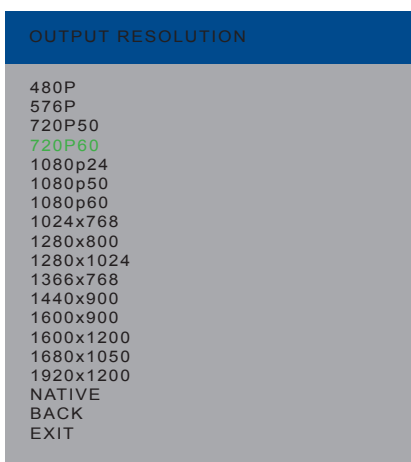 OUTPUT RESOLUTION
480P
576P
720P50
720P60
1080p24
1080p50
1080p60
1024x768
1280x800
1280x1024
1366x768
1440x900
1600x900
1600x1200
1680x1050
1920x1200
NATIVE
BACK
EXIT